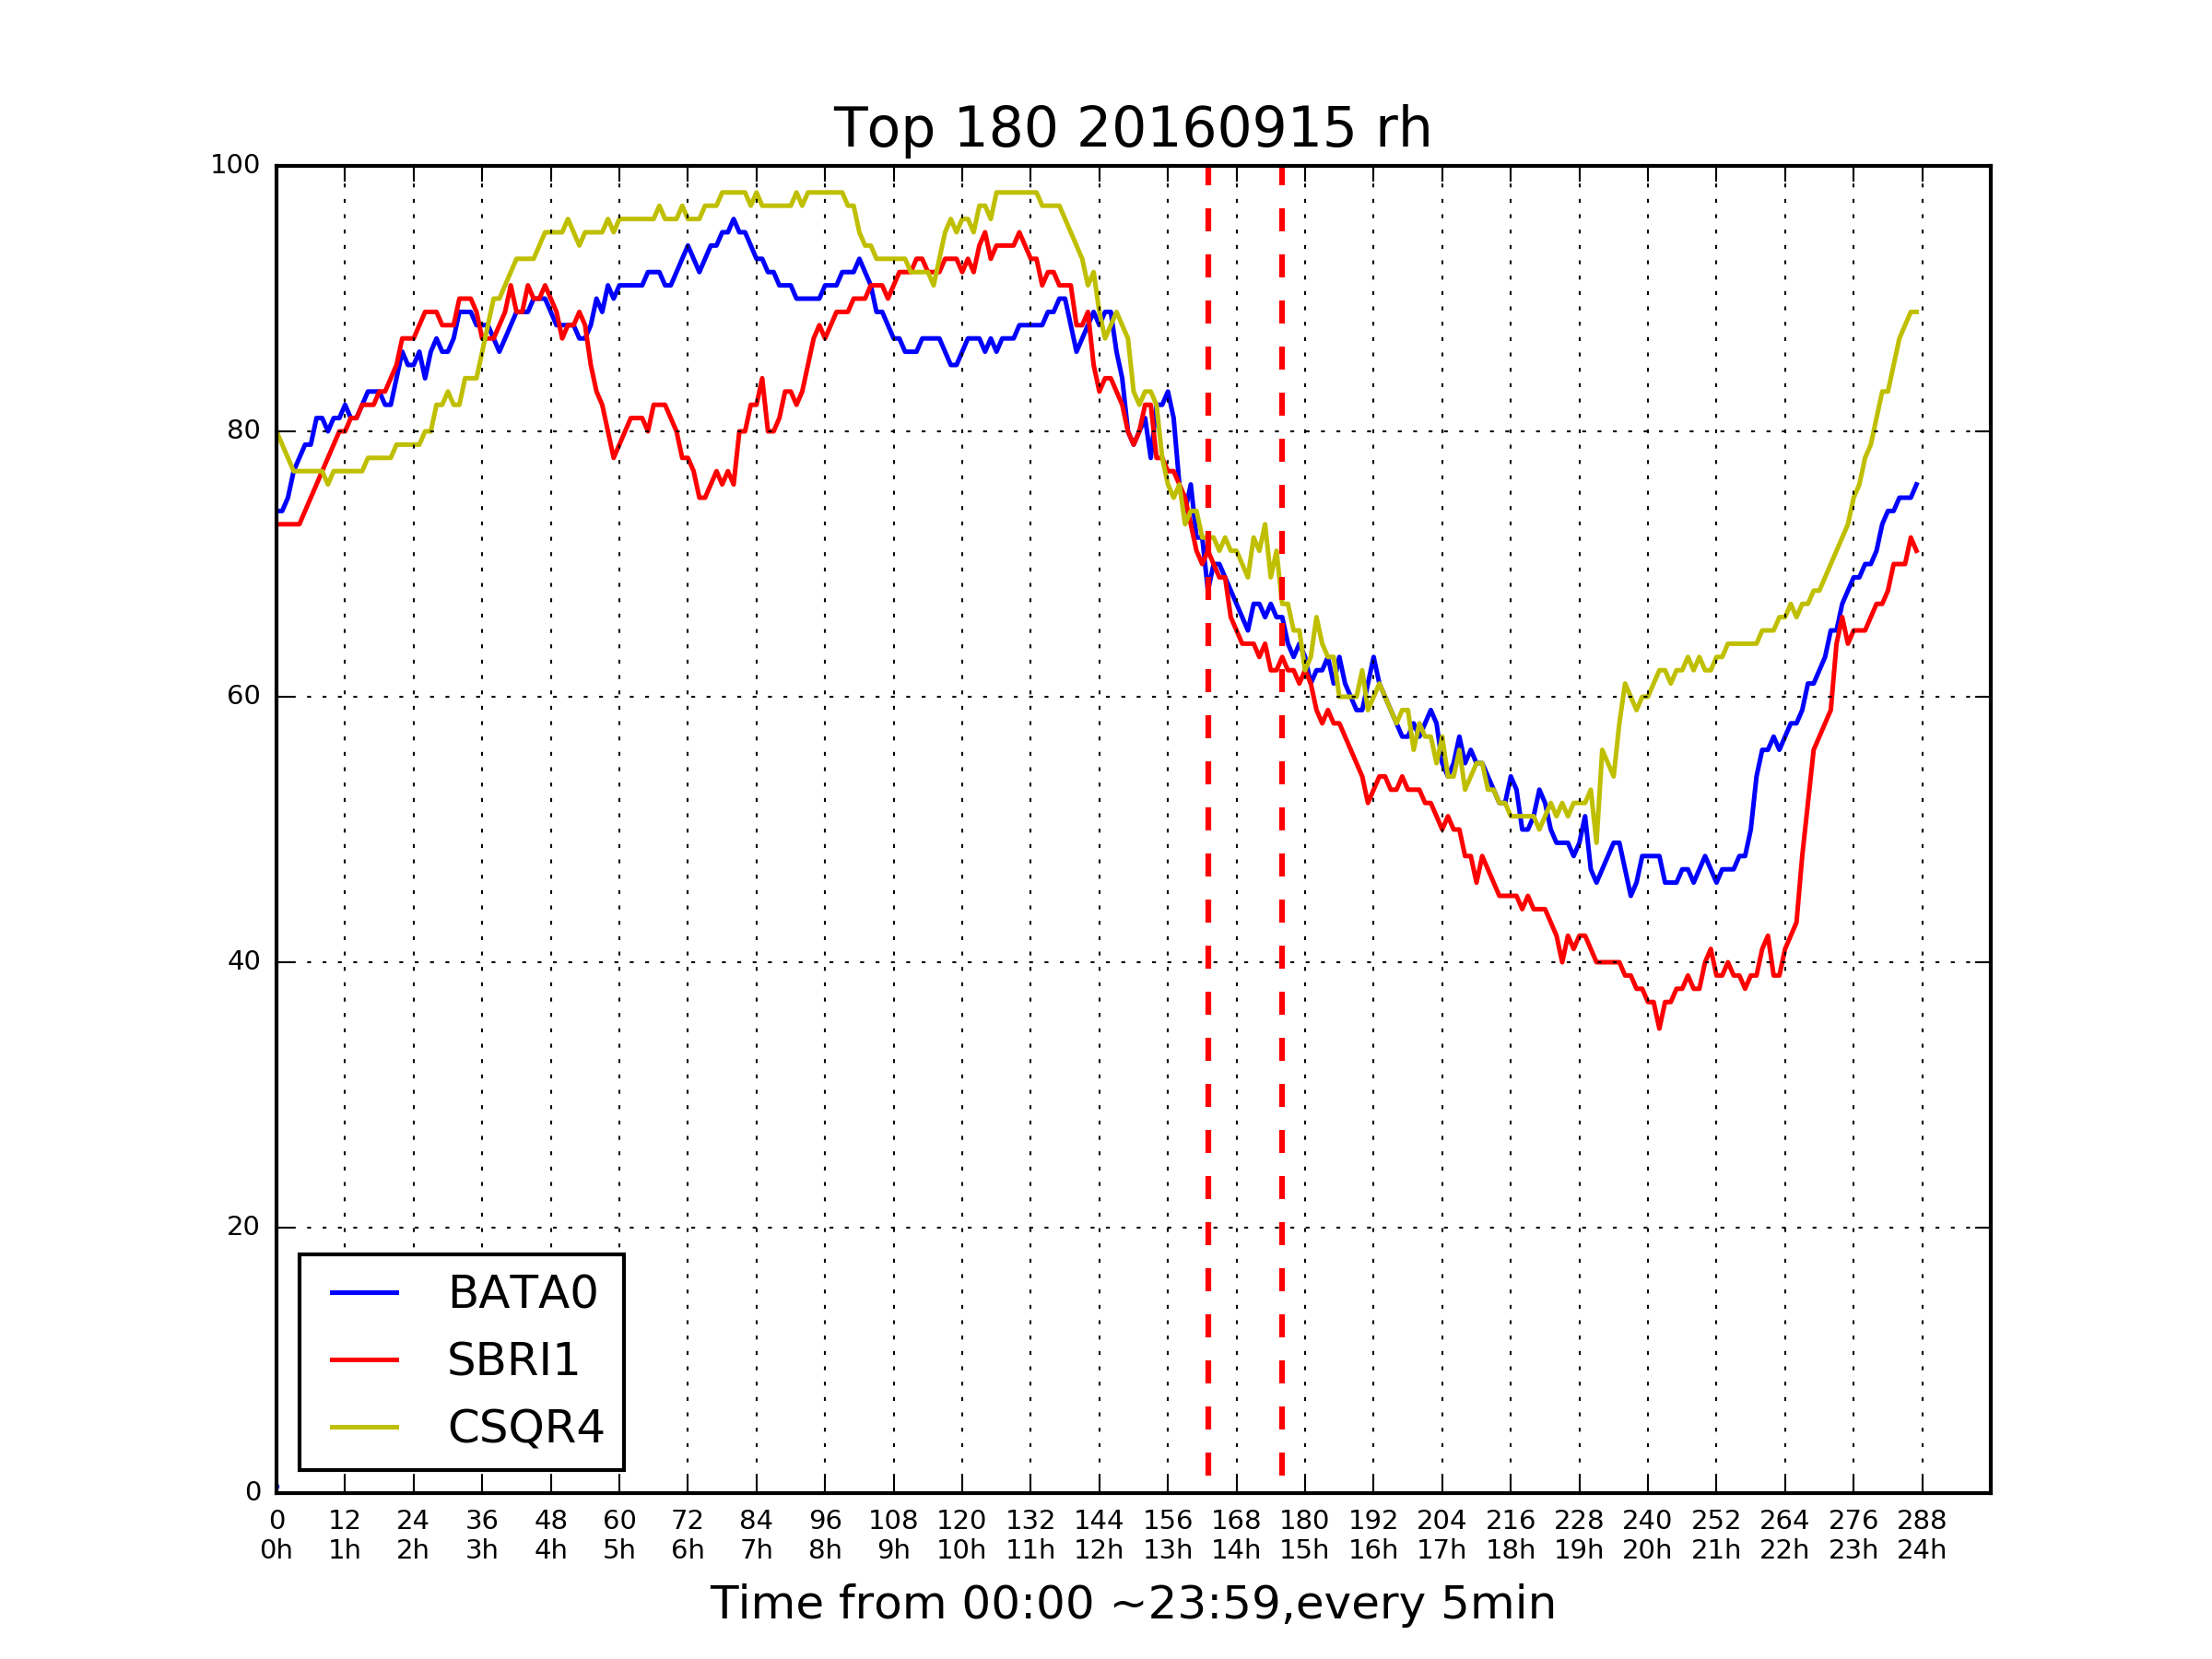 Top 180 20160915 rh
100
80
60
40
20
0
BATA0
SBRI1
CSQR4
0 12 24 36 48 60 72 84 96 108 120 132 144 156 168 180 192 204 216 228 240 252 264 276 288
0h 1h 2h 3h 4h 5h 6h 7h 8h 9h 10h 11h 12h 13h 14h 15h 16h 17h 18h 19h 20h 21h 22h 23h 24h
Time from 00:00 ~23:59,every 5min